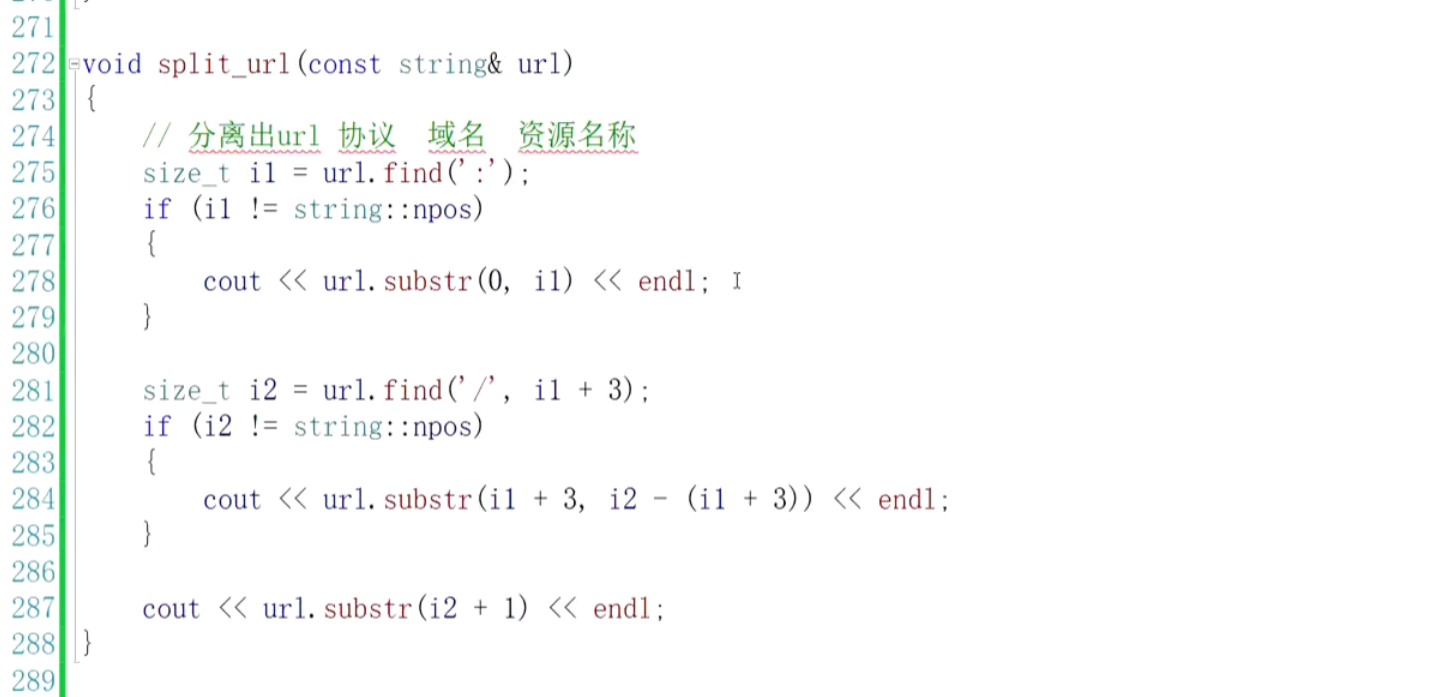 271
272 void split_url(const string& url)
273 {
274 // 分离出url 协议 域名 资源名称
275 size_t i1 = url.find(':');
276 if (i1 != string::npos)
277 {
278 cout << url.substr(0, i1) << endl;
279 }
280
281 size_t i2 = url.find('/', i1 + 3);
282 if (i2 != string::npos)
283 {
284 cout << url.substr(i1 + 3, i2 - (i1 + 3)) << endl;
285 }
286
287 cout << url.substr(i2 + 1) << endl;
288 }
289